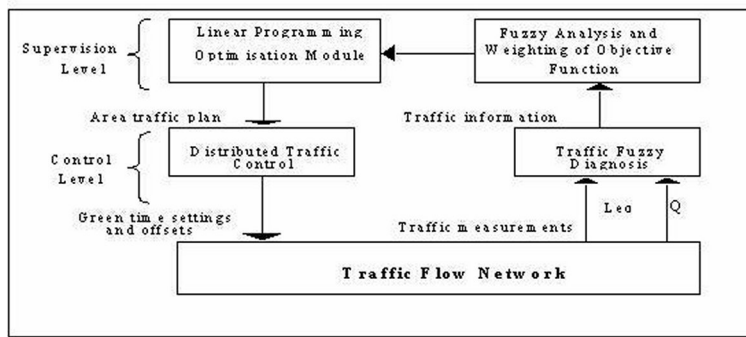 Supervision
Level
Linear Programming
Optimisation Module
Fuzzy Analysis and
Weighting of Objective
Function
Area traffic plan
Traffic information
Control
Level
Distributed Traffic
Control
Traffic Fuzzy
Diagnosis
Green time settings
and offsets
Traffic measurements
Leo
Q
Traffic Flow Network